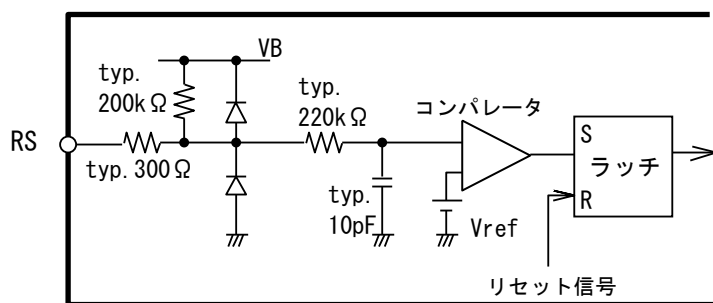 VB
typ.
200kΩ
typ.
220kΩ
コンパレータ
RS
typ. 300Ω
S
ラッチ
R
typ.
10pF
Vref
リセット信号